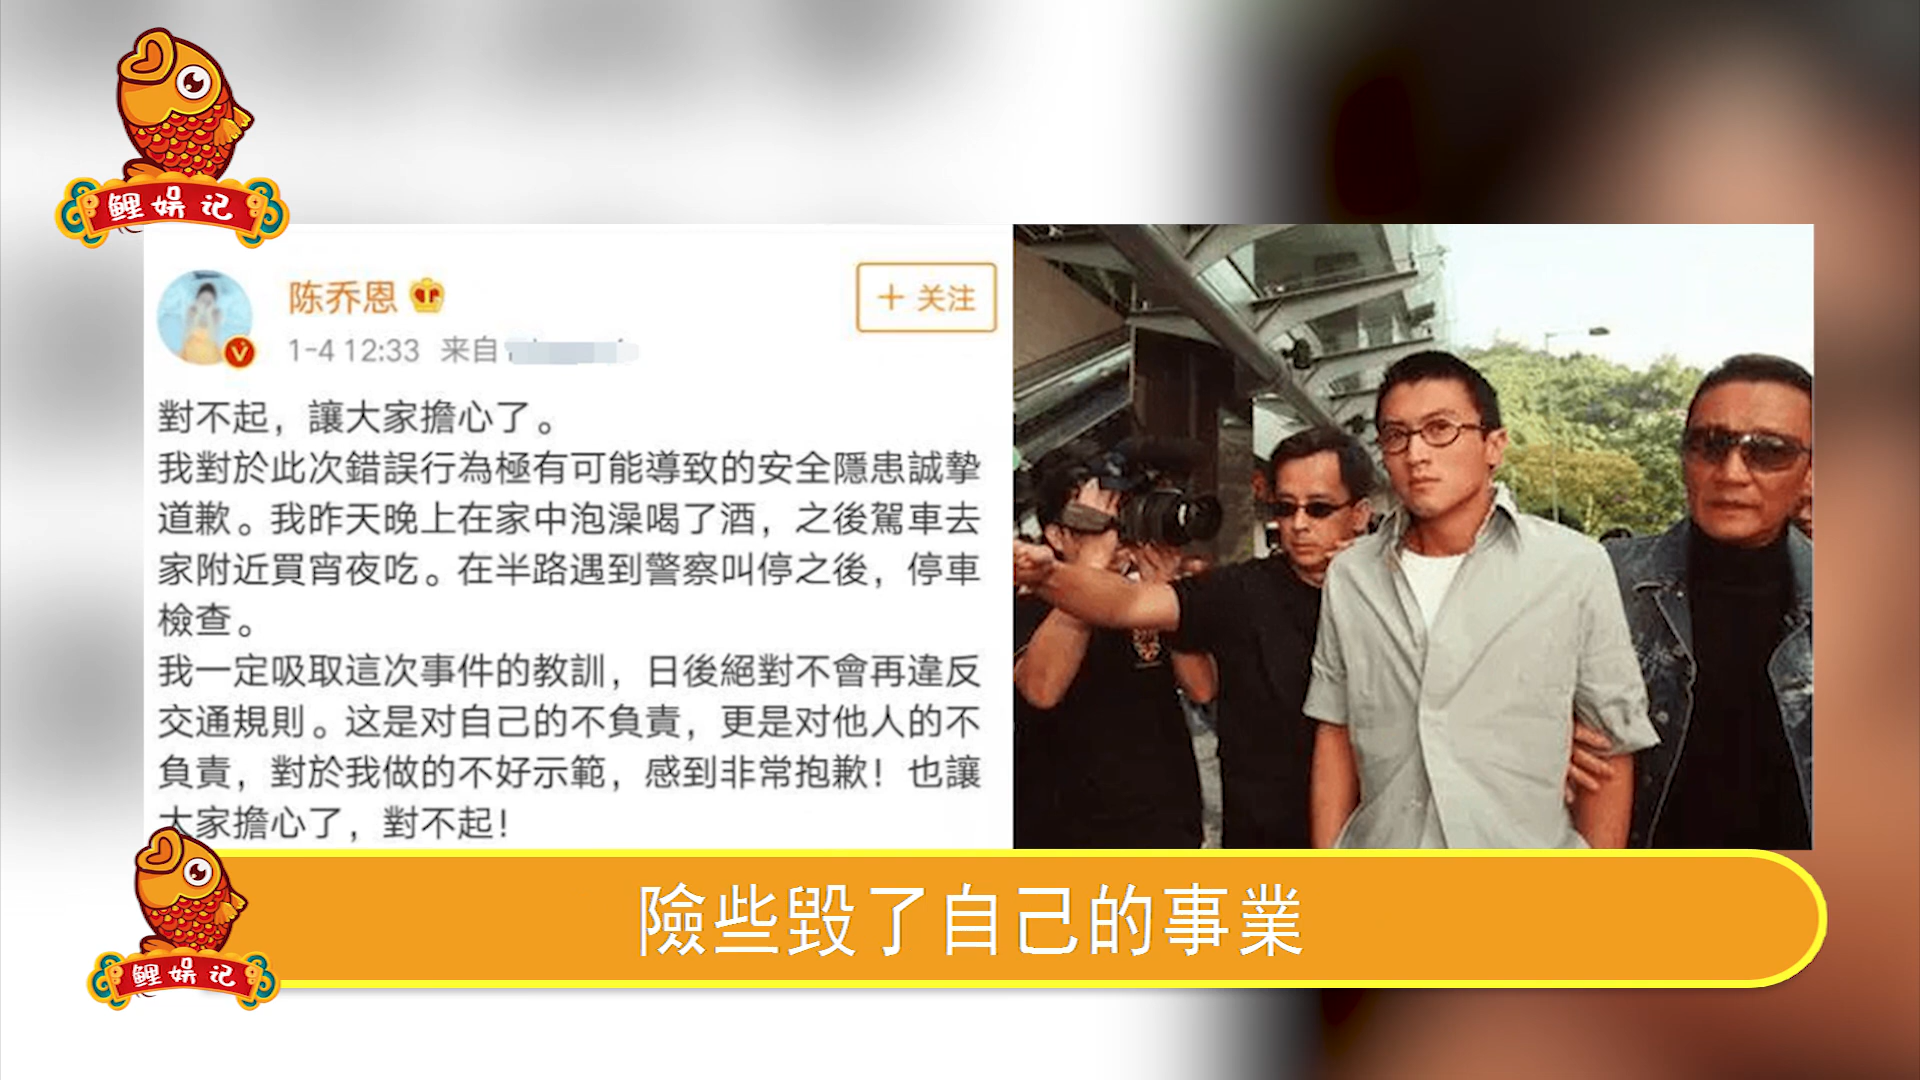 鲤娱记
陈乔恩
1-4 12:33 来自
+ 关注
對不起，讓大家擔心了。
我對於此次錯誤行為極有可能導致的安全隱患誠摯
道歉。我昨天晚上在家中泡澡喝了酒，之後駕車去
家附近買宵夜吃。在半路遇到警察叫停之後，停車
檢查。
我一定吸取這次事件的教訓，日後絕對不會再違反
交通規則。这是对自己的不負責，更是对他人的不
負責，對於我做的不好示範，感到非常抱歉！也讓
大家擔心了，對不起！
險些毀了自己的事業
鲤娱记